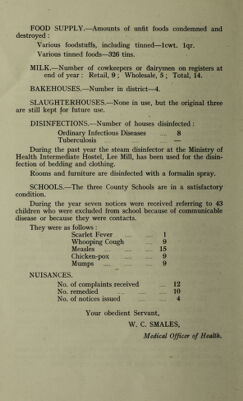 FOOD SUPPLY.—Amounts of unfit foods condemned and
destroyed :
Various foodstuffs, including tinned—1cwt. 1qr.
Various tinned foods—326 tins.
MILK.—Number of cowkeepers or dairymen on registers at
end of year : Retail, 9 ; Wholesale, 5 ; Total, 14.
BAKEHOUSES.—Number in district—4.
SLAUGHTERHOUSES.—None in use, but the original three
are still kept for future use.
DISINFECTIONS.—Number of houses disinfected :
Ordinary Infectious Diseases ... 8
Tuberculosis ... —
During the past year the steam disinfector at the Ministry of
Health Intermediate Hostel, Lee Mill, has been used for the disin-
fection of bedding and clothing.
Rooms and furniture are disinfected with a formalin spray.
SCHOOLS.—The three County Schools are in a satisfactory
condition.
During the year seven notices were received referring to 43
children who were excluded from school because of communicable
disease or because they were contacts.
They were as follows :
Scarlet Fever ... 1
Whooping Cough ... 9
Measles ... ... 15
Chicken-pox ... 9
Mumps ... ... 9
NUISANCES.
No. of complaints received ... 12
No. remedied ... ... 10
No. of notices issued ... 4
Your obedient Servant,
W. C. SMALES,
Medical Officer of Health.